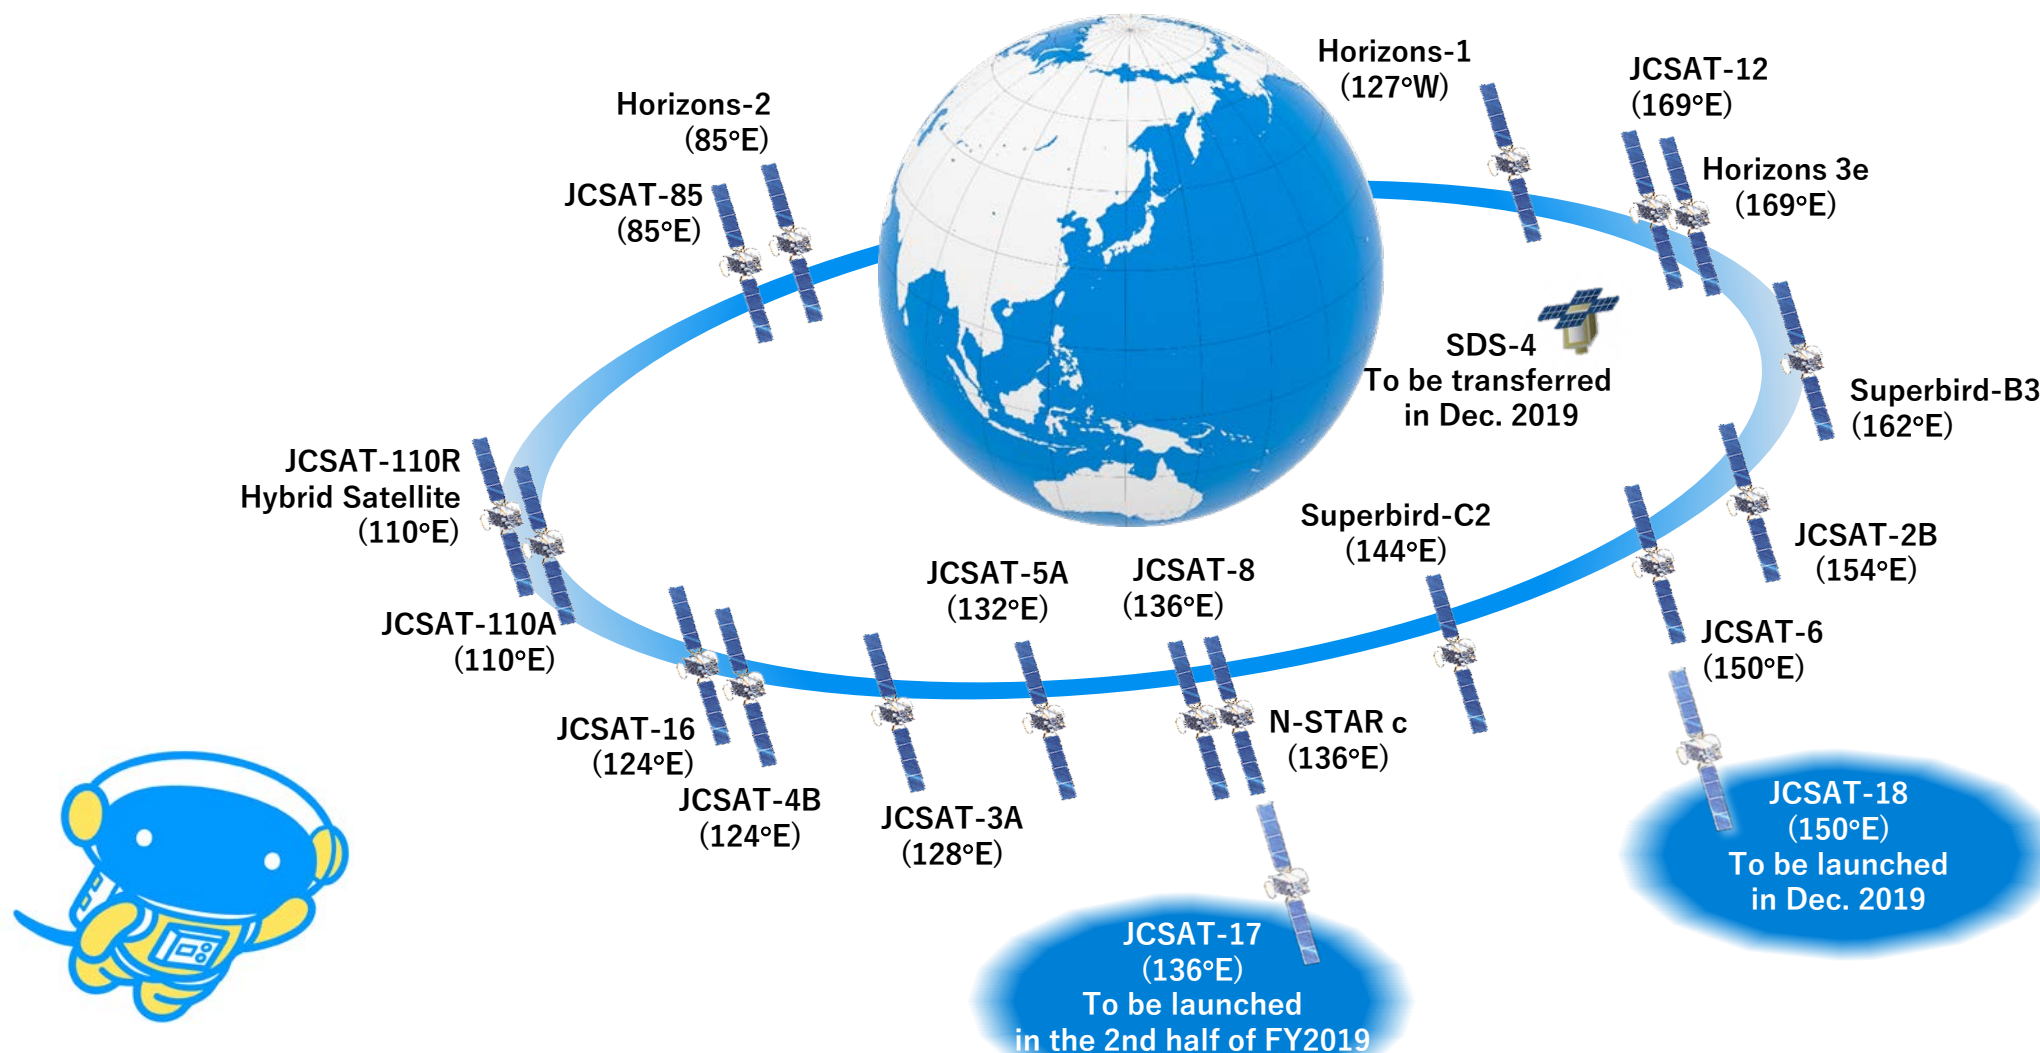 Horizons-1
(127°W)
JCSAT-12
(169°E)
Horizons-2
(85°E)
Horizons 3e
(169°E)
JCSAT-85
(85°E)
SDS-4
To be transferred
in Dec. 2019
Superbird-B3
(162°E)
JCSAT-110R
Hybrid Satellite
(110°E)
Superbird-C2
(144°E)
JCSAT-2B
(154°E)
JCSAT-5A
(132°E)
JCSAT-8
(136°E)
JCSAT-110A
(110°E)
JCSAT-6
(150°E)
JCSAT-16
(124°E)
N-STAR c
(136°E)
JCSAT-4B
(124°E)
JCSAT-3A
(128°E)
JCSAT-18
(150°E)
To be launched
in Dec. 2019
JCSAT-17
(136°E)
To be launched
in the 2nd half of FY2019